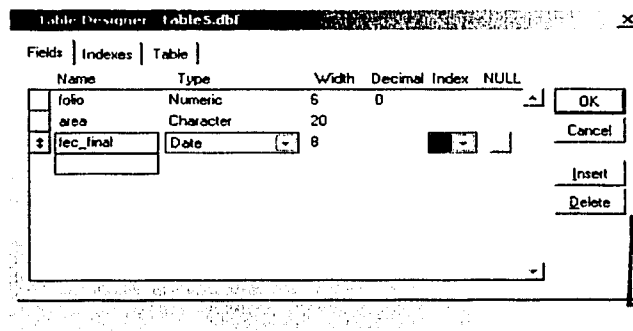 Table Designer - table5.dbf
Fields Indexes Table
Name Type Width Decimal Index NULL
folio Numeric 6 0
area Character 20
fec_final Date 8
OK
Cancel
Insert
Delete